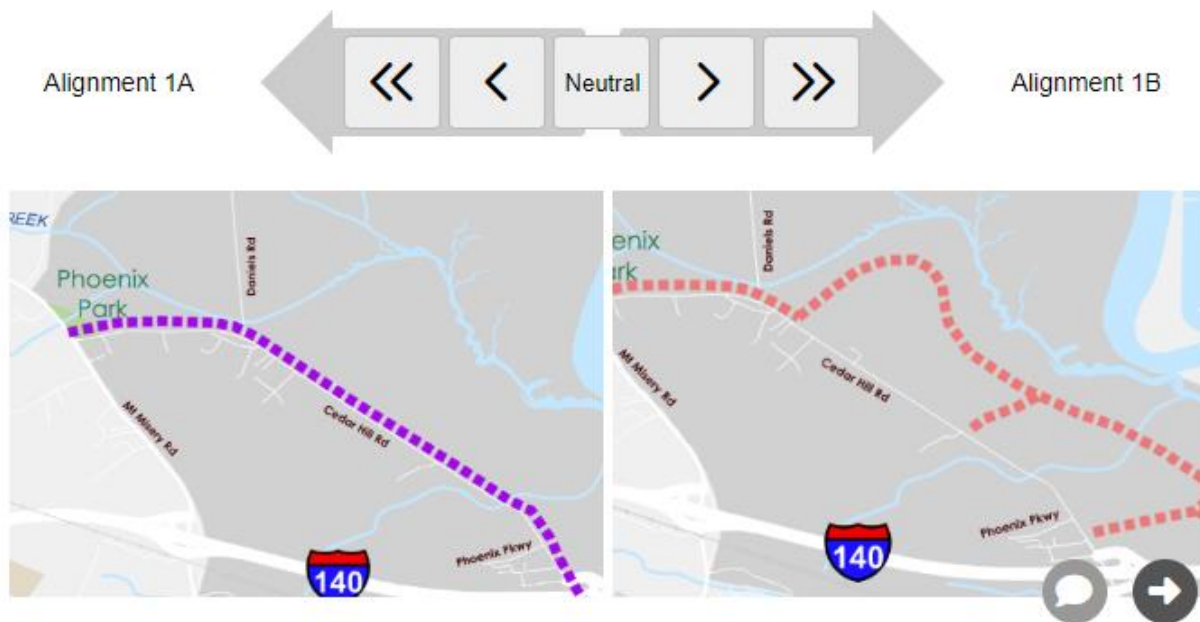 Alignment 1A
<<
<
Neutral
>
>>
Alignment 1B
REEK
Phoenix
Park
Daniels Rd
Mt Misery Rd
Cedar Hill Rd
Phoenix Pkwy
140
enix
rk
Daniels Rd
Mt Misery Rd
Cedar Hill Rd
Phoenix Pkwy
140